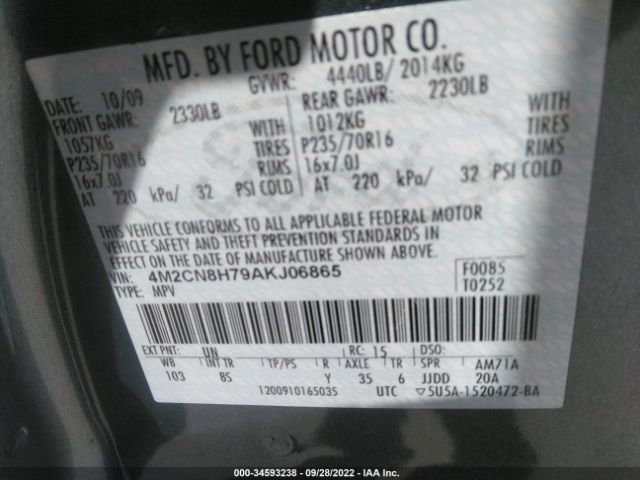 MFD. BY FORD MOTOR CO.
DATE: 10/09 GVWR: 4440LB/ 2014KG
FRONT GAWR: 2330LB REAR GAWR: 2230LB
1057KG WITH 1012KG WITH
P235/70R16 TIRES P235/70R16 TIRES
16x7.0J RIMS 16x7.0J RIMS
AT 220 kPa/ 32 PSI COLD AT 220 kPa/ 32 PSI COLD
THIS VEHICLE CONFORMS TO ALL APPLICABLE FEDERAL MOTOR
VEHICLE SAFETY AND THEFT PREVENTION STANDARDS IN
EFFECT ON THE DATE OF MANUFACTURE SHOWN ABOVE.
VIN: 4M2CN8H79AKJ06865 F0085
TYPE: MPV T0252
EXT PNT: UN RC: 15 DSO:
WB INT TR TP/PS R AXLE TR SPR AM71A
103 8S Y 35 6 JJDD 20A
1200910165035 UTC ▽5U5A-1520472-BA
000-34593238 - 09/28/2022 - IAA Inc.